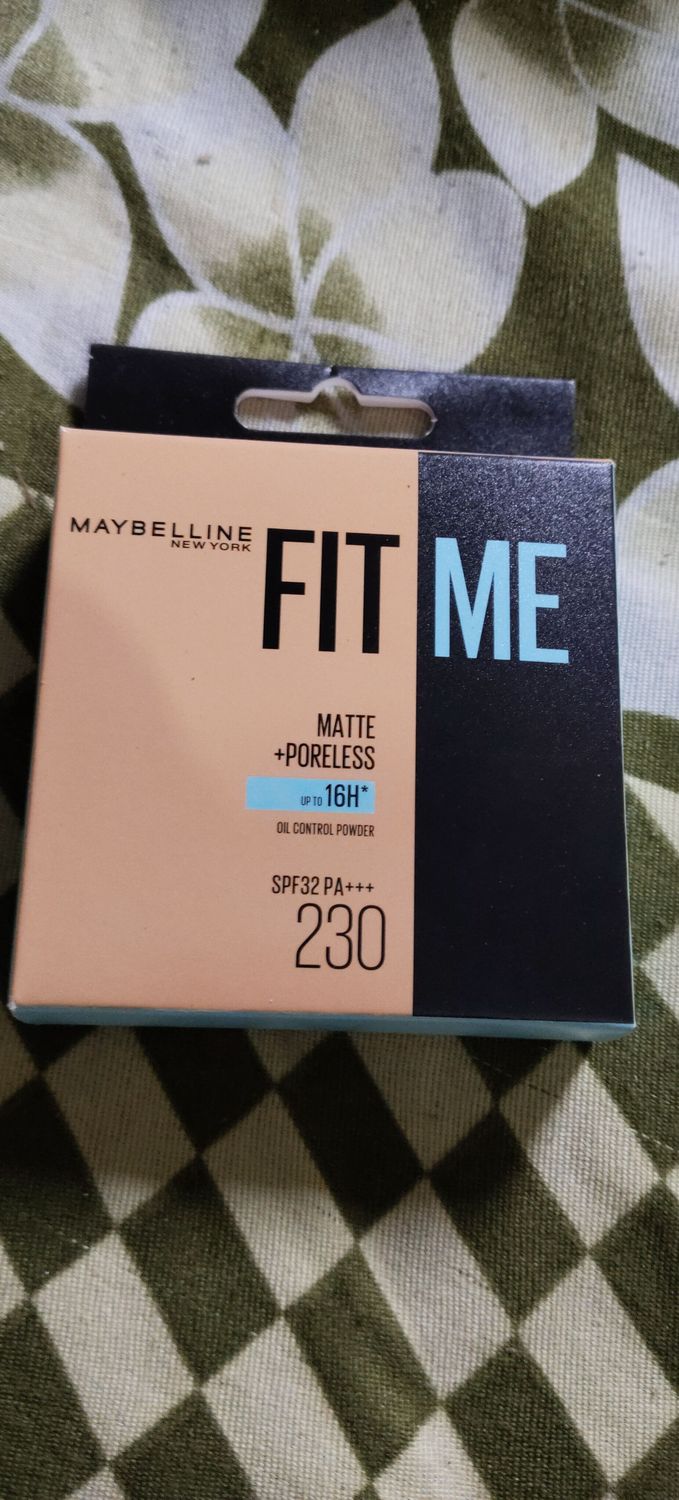 MAYBELLINE
NEW YORK
FIT ME
MATTE
+PORELESS
UP TO 16H*
OIL CONTROL POWDER
SPF32 PA+++
230